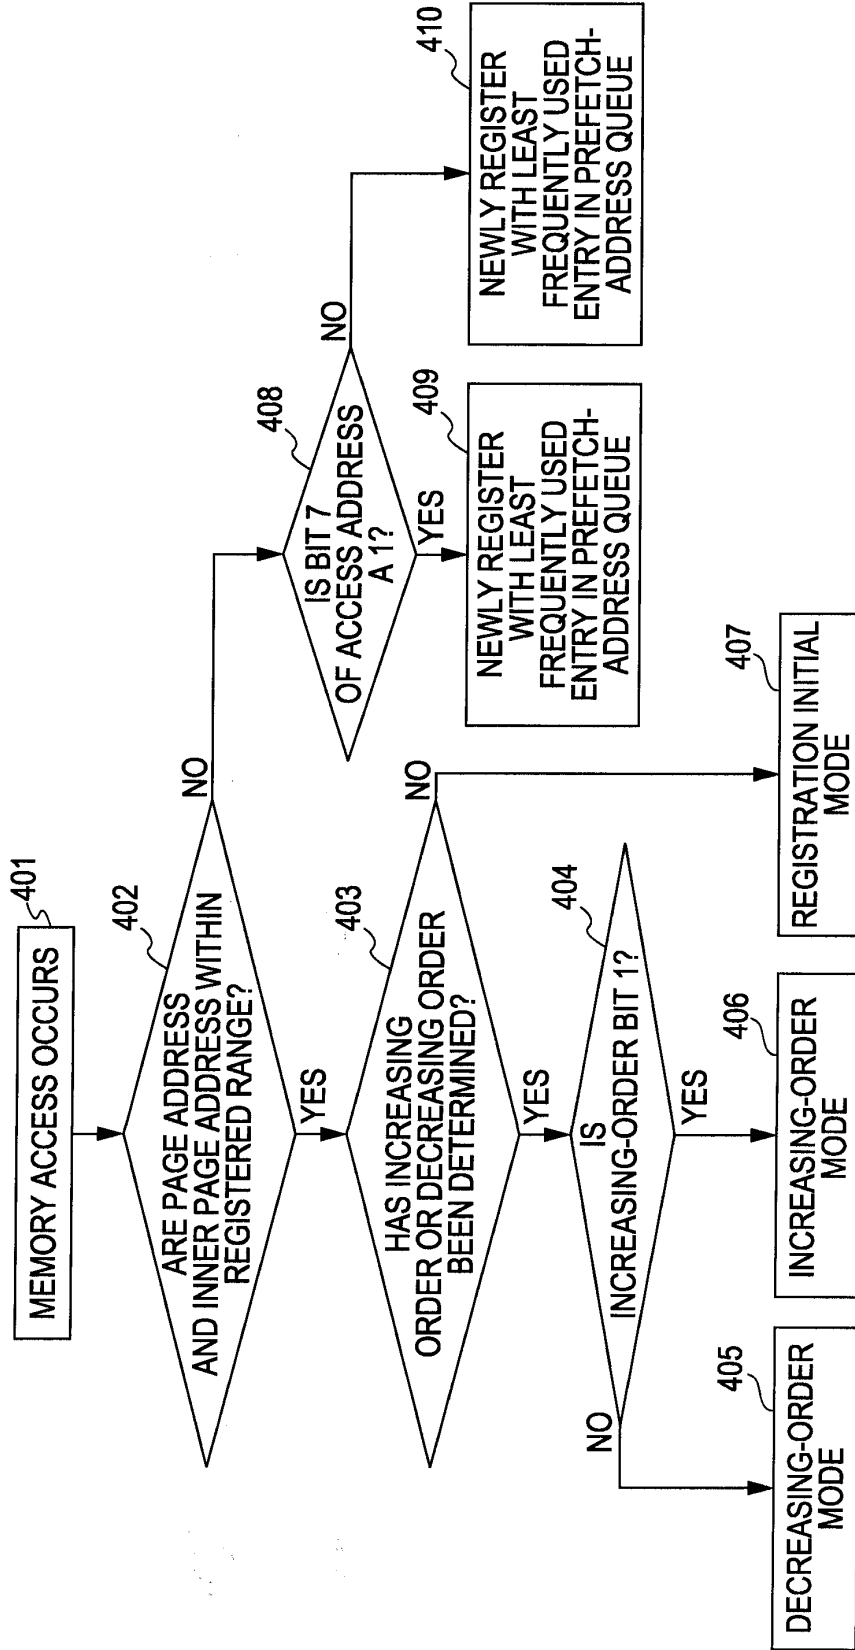 401
MEMORY ACCESS OCCURS
402
ARE PAGE ADDRESS
AND INNER PAGE ADDRESS WITHIN
REGISTERED RANGE?
NO
YES
403
HAS INCREASING
ORDER OR DECREASING ORDER
BEEN DETERMINED?
NO
YES
404
IS
INCREASING-ORDER BIT 1?
NO
YES
405
DECREASING-ORDER
MODE
406
INCREASING-ORDER
MODE
407
REGISTRATION INITIAL
MODE
408
IS BIT 7
OF ACCESS ADDRESS
A 1?
NO
YES
409
NEWLY REGISTER
WITH LEAST
FREQUENTLY USED
ENTRY IN PREFETCH-
ADDRESS QUEUE
410
NEWLY REGISTER
WITH LEAST
FREQUENTLY USED
ENTRY IN PREFETCH-
ADDRESS QUEUE